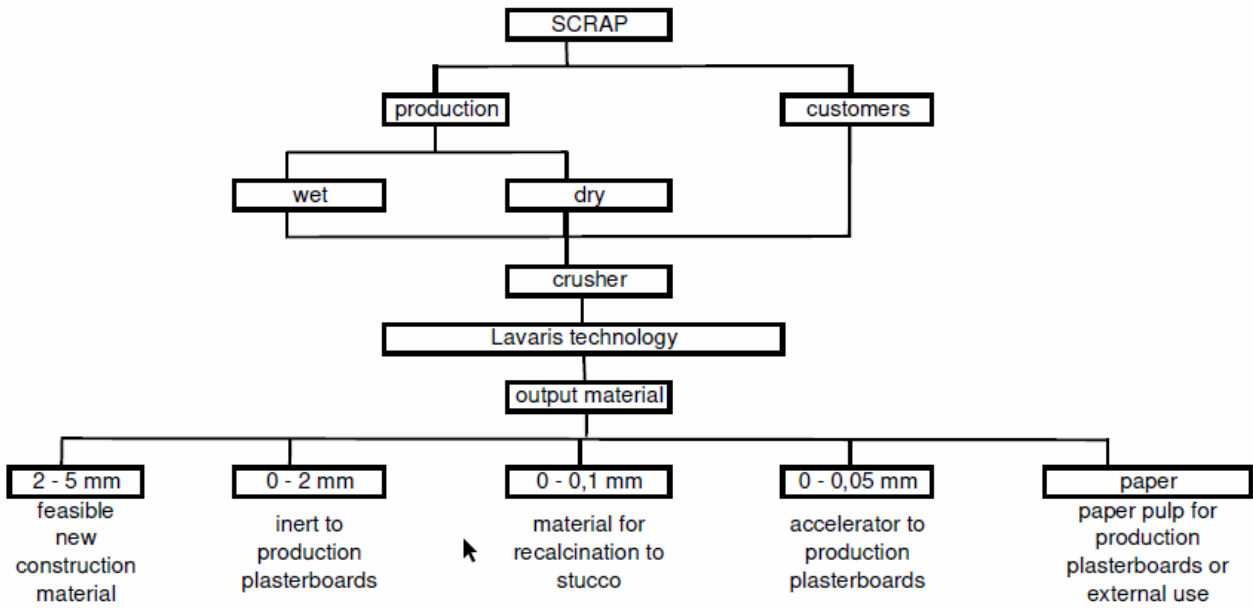 SCRAP
production
customers
wet
dry
crusher
Lavaris technology
output material
2 - 5 mm
0 - 2 mm
0 - 0,1 mm
0 - 0,05 mm
paper
feasible
new
construction
material
inert to
production
plasterboards
material for
recalcination to
stucco
accelerator to
production
plasterboards
paper pulp for
production
plasterboards or
external use